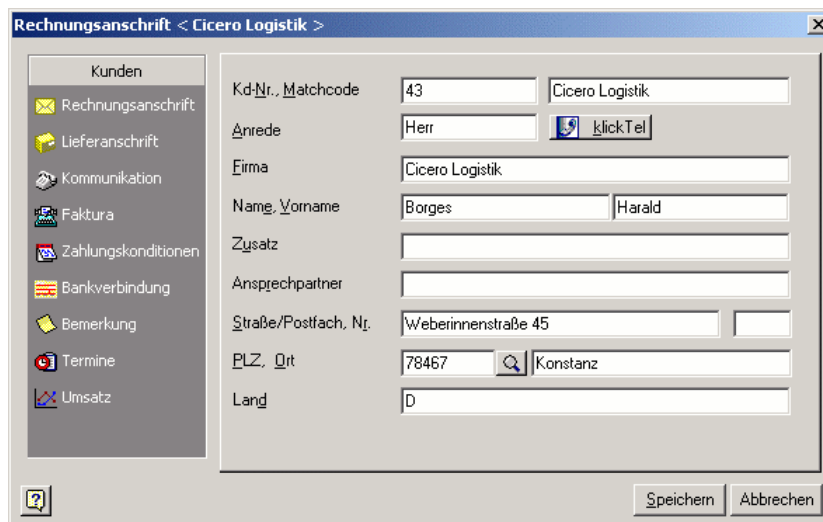 Rechnungsanschrift < Cicero Logistik >
Kunden
Rechnungsanschrift
Lieferanschrift
Kommunikation
Faktura
Zahlungskonditionen
Bankverbindung
Bemerkung
Termine
Umsatz
Kd-Nr., Matchcode 43 Cicero Logistik
Anrede Herr klickTel
Firma Cicero Logistik
Name, Vorname Borges Harald
Zusatz
Ansprechpartner
Straße/Postfach, Nr. Weberinnenstraße 45
PLZ, Ort 78467 Konstanz
Land D
Speichern Abbrechen